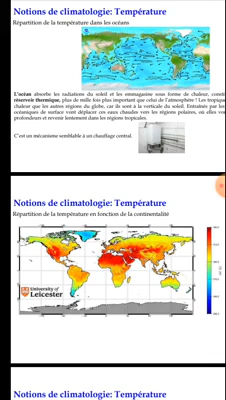 Notions de climatologie: Température
Répartition de la température dans les océans
L'océan absorbe les radiations du soleil et les emmagasine sous forme de chaleur, consti
réservoir thermique, plus de mille fois plus important que celui de l'atmosphère ! Les tropiqu
chaleur que les autres régions du globe, car ils sont à la verticale du soleil. Entraînés par les
océaniques de surface vont déplacer ces eaux chaudes vers les régions polaires, où elles vo
profondeurs et revenir lentement dans les régions tropicales.
C'est un mécanisme semblable à un chauffage central.
Notions de climatologie: Température
Répartition de la température en fonction de la continentalité
University of
Leicester
Notions de climatologie: Température